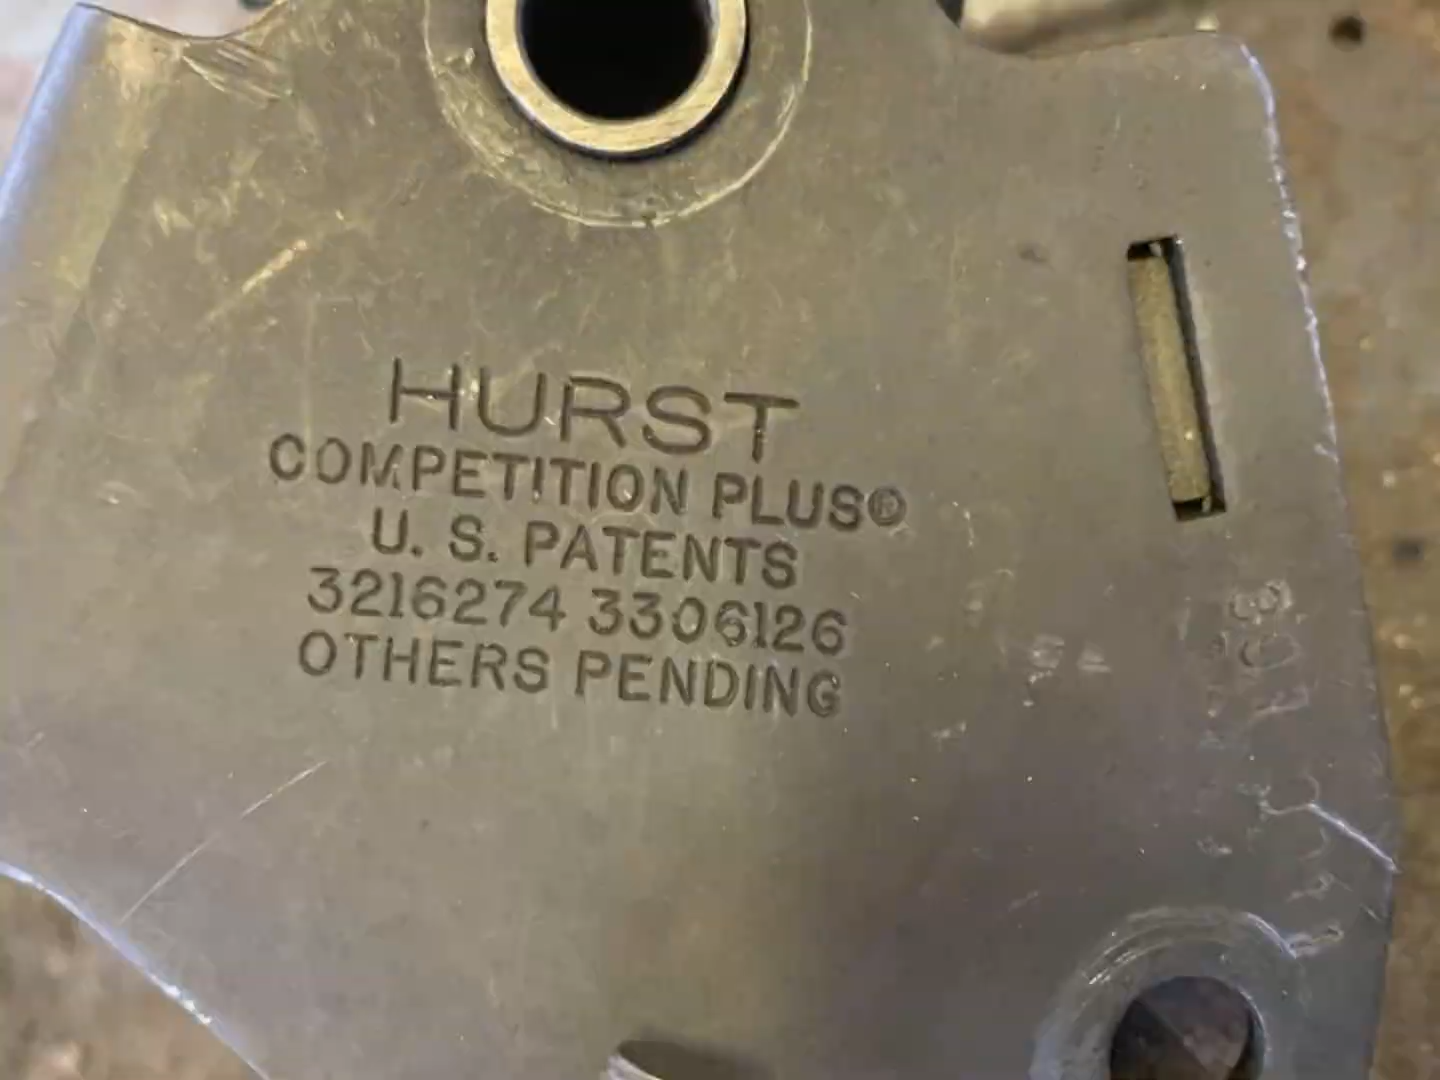 HURST
COMPETITION PLUS®
U. S. PATENTS
3216274 3306126
OTHERS PENDING